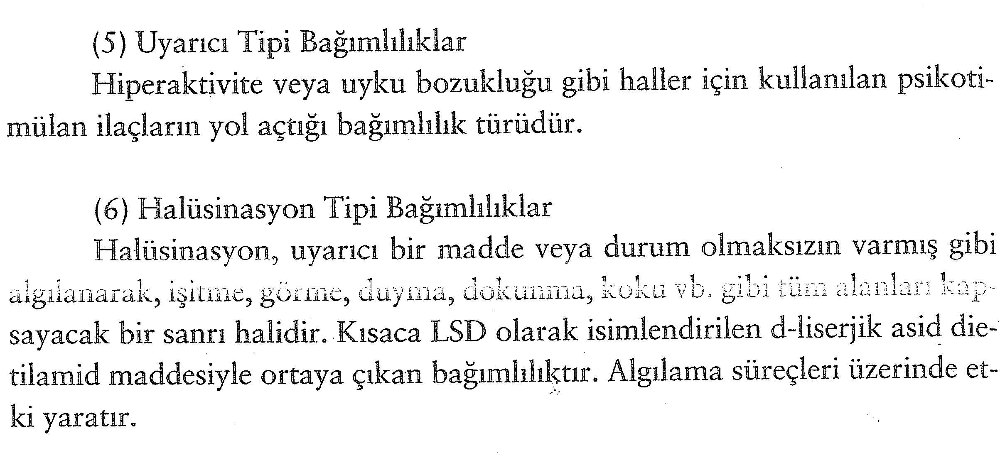 (5) Uyarıcı Tipi Bağımlılıklar
Hiperaktivite veya uyku bozukluğu gibi haller için kullanılan psikoti-
mülan ilaçların yol açtığı bağımlılık türüdür.
(6) Halüsinasyon Tipi Bağımlılıklar
Halüsinasyon, uyarıcı bir madde veya durum olmaksızın varmış gibi
algılanarak, işitme, görme, duyma, dokunma, koku vb. gibi tüm alanları kap-
sayacak bir sanrı halidir. Kısaca LSD olarak isimlendirilen d-liserjik asid die-
tilamid maddesiyle ortaya çıkan bağımlılıktır. Algılama süreçleri üzerinde et-
ki yaratır.